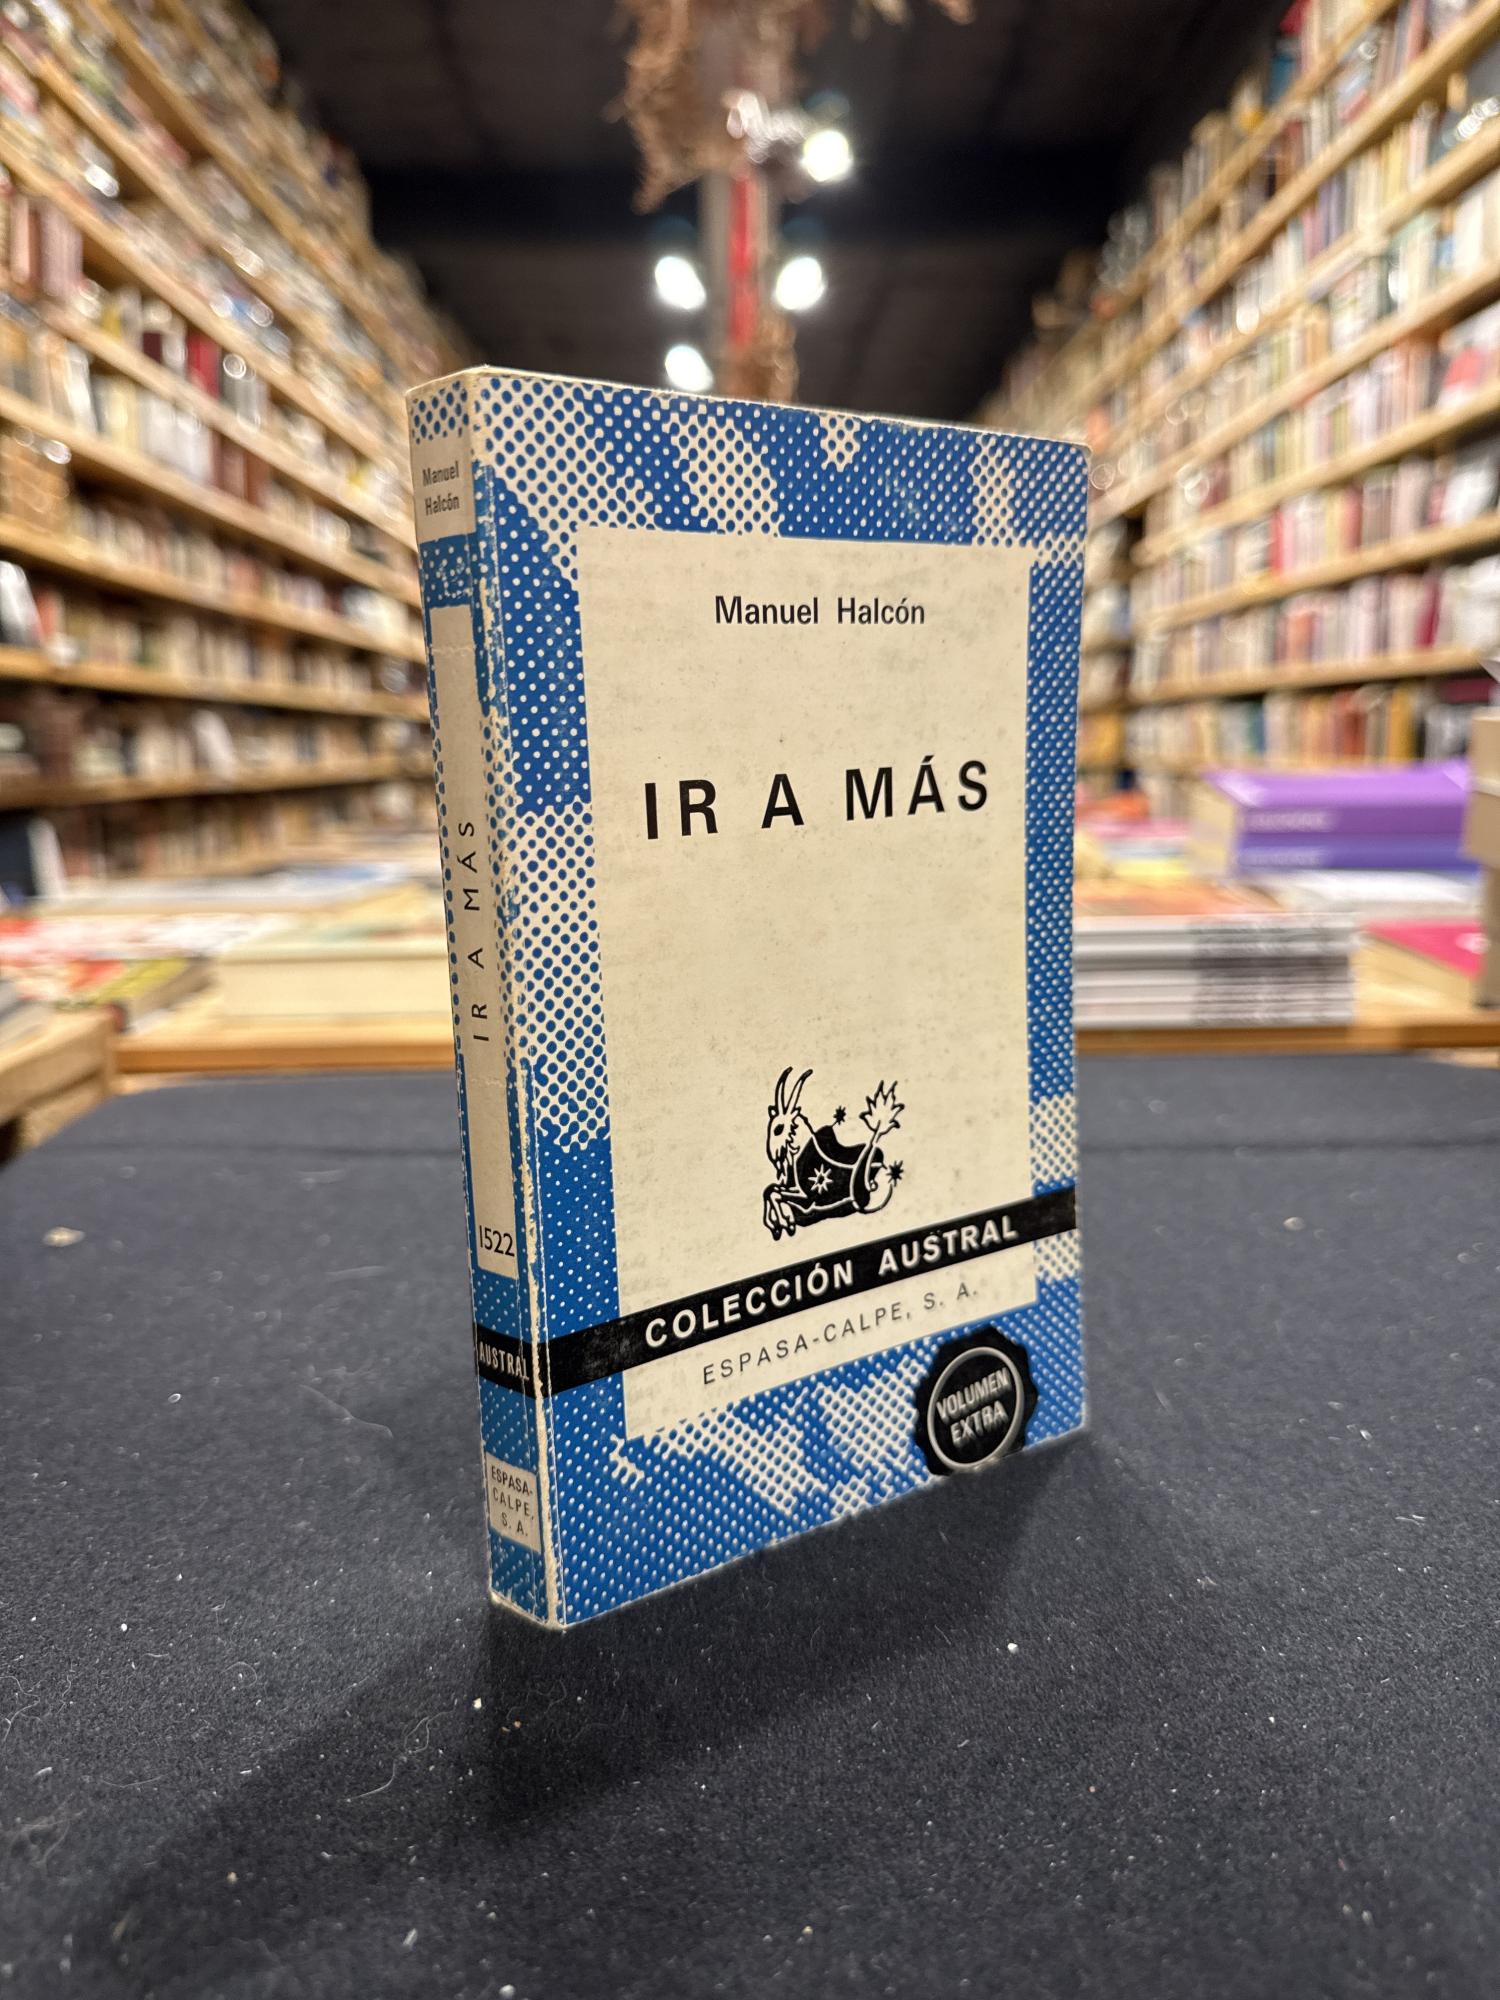 Manuel
Halcón
IR A MÁS
1522
AUSTRAL
ESPASA-
CALPE,
S. A.
Manuel Halcón
IR A MÁS
COLECCIÓN AUSTRAL
ESPASA-CALPE, S. A.
VOLUMEN
EXTRA